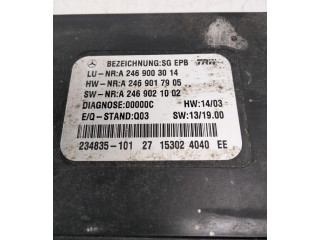 BEZEICHNUNG:SG EPB TRW
LU-NR:A 246 900 30 14
HW-NR:A 246 901 79 05
SW-NR:A 246 902 10 02
DIAGNOSE:00000C HW:14/03
E/Q-STAND:Q03 SW:13/19.00
234835-101 27 15302 4040 EE